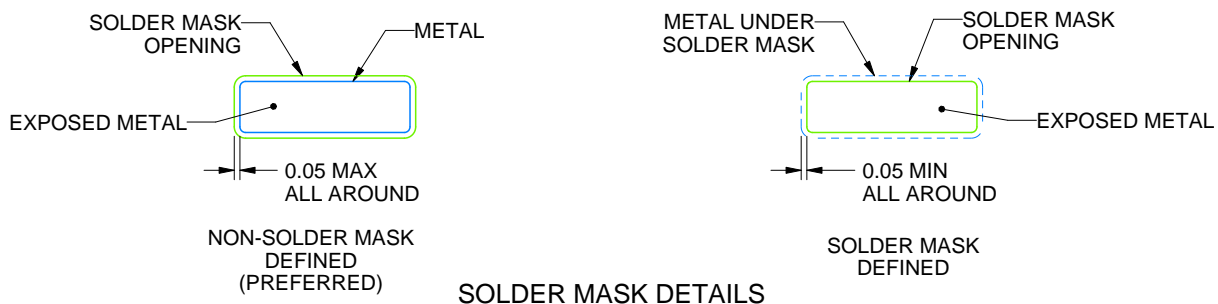 SOLDER MASK
OPENING
METAL
EXPOSED METAL
0.05 MAX
ALL AROUND
NON-SOLDER MASK
DEFINED
(PREFERRED)
METAL UNDER
SOLDER MASK
SOLDER MASK
OPENING
EXPOSED METAL
0.05 MIN
ALL AROUND
SOLDER MASK
DEFINED
SOLDER MASK DETAILS